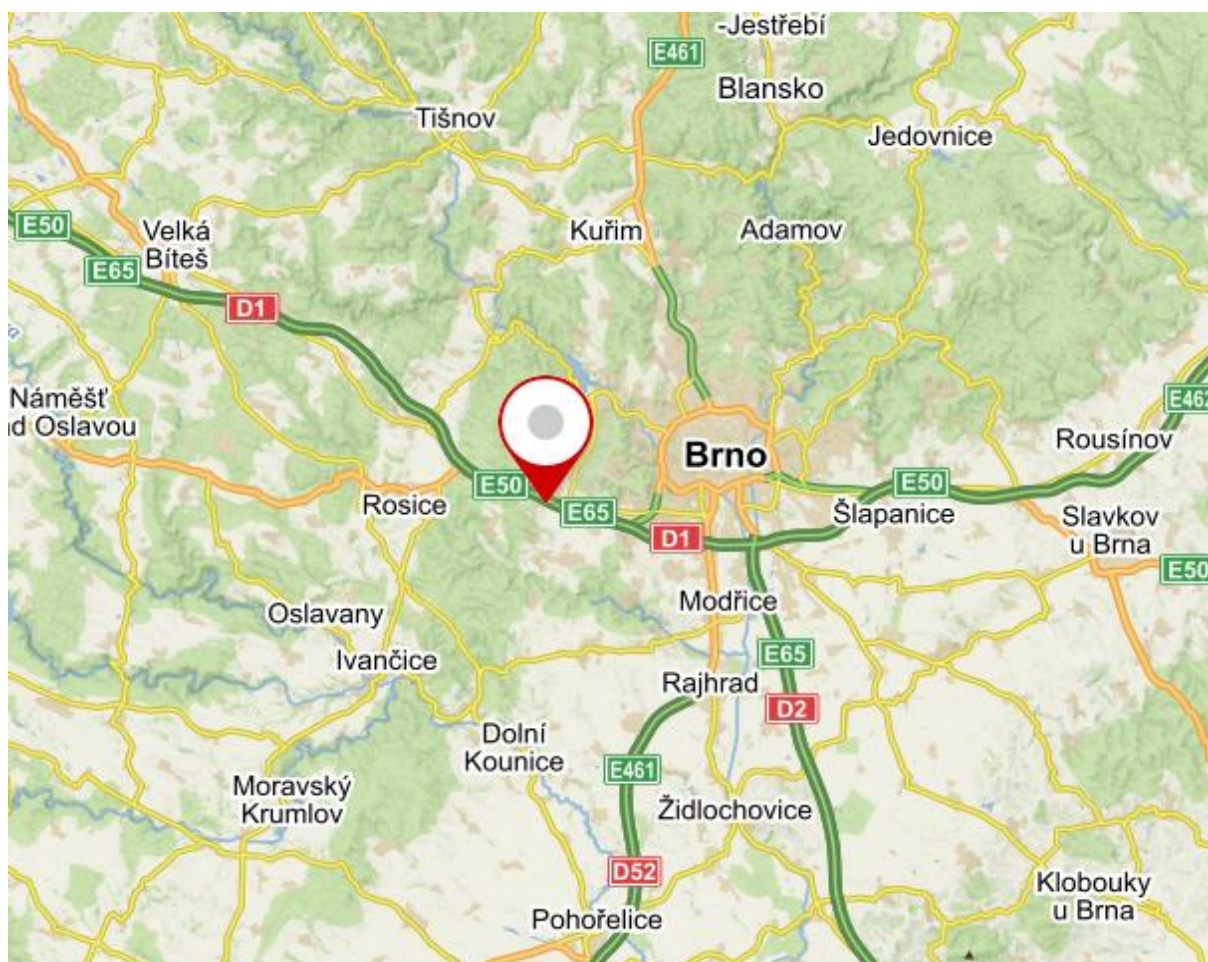 -Jestřebí
E461
Blansko
Tišnov
Jedovnice
E50
Velká
Bíteš
Kuřim
Adamov
E65
D1
Náměšť
d Oslavou
E462
Rousínov
Brno
E50
E50
Rosice
E65
Šlapanice
Slavkov
u Brna
D1
E50
Modřice
Oslavany
Ivančice
E65
Rajhrad
D2
Dolní
Kounice
E461
Moravský
Krumlov
Židlochovice
D52
Klobouky
u Brna
Pohořelice